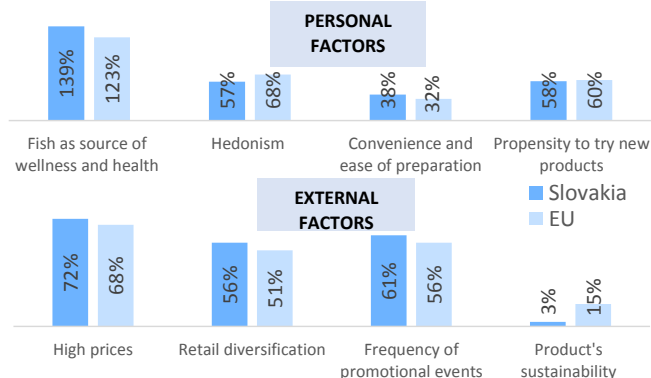 PERSONAL
FACTORS
139%
123%
57%
68%
38%
32%
58%
60%
Fish as source of
wellness and health
Hedonism
Convenience and
ease of preparation
Propensity to try new
products
EXTERNAL
FACTORS
Slovakia
EU
72%
68%
56%
51%
61%
56%
3%
15%
High prices
Retail diversification
Frequency of
promotional events
Product's
sustainability